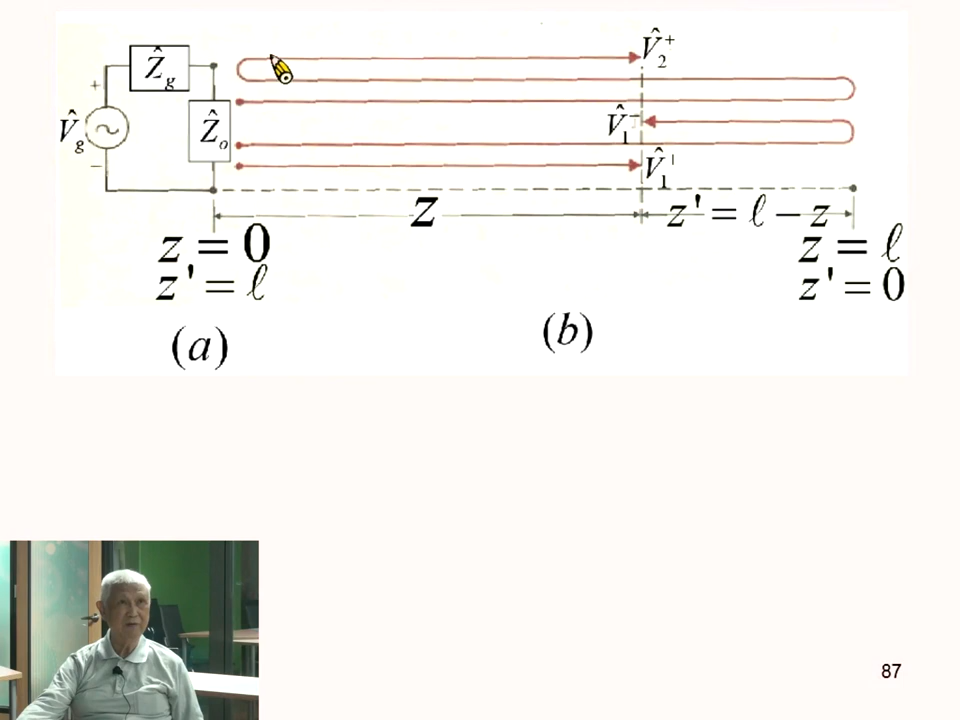 V̂₂⁺
Ẑg
+
V̂g
Ẑₒ
V̂₁⁻
−
V̂₁⁺
z
z' = ℓ − z
z = 0
z' = ℓ
z = ℓ
z' = 0
(a)
(b)
87